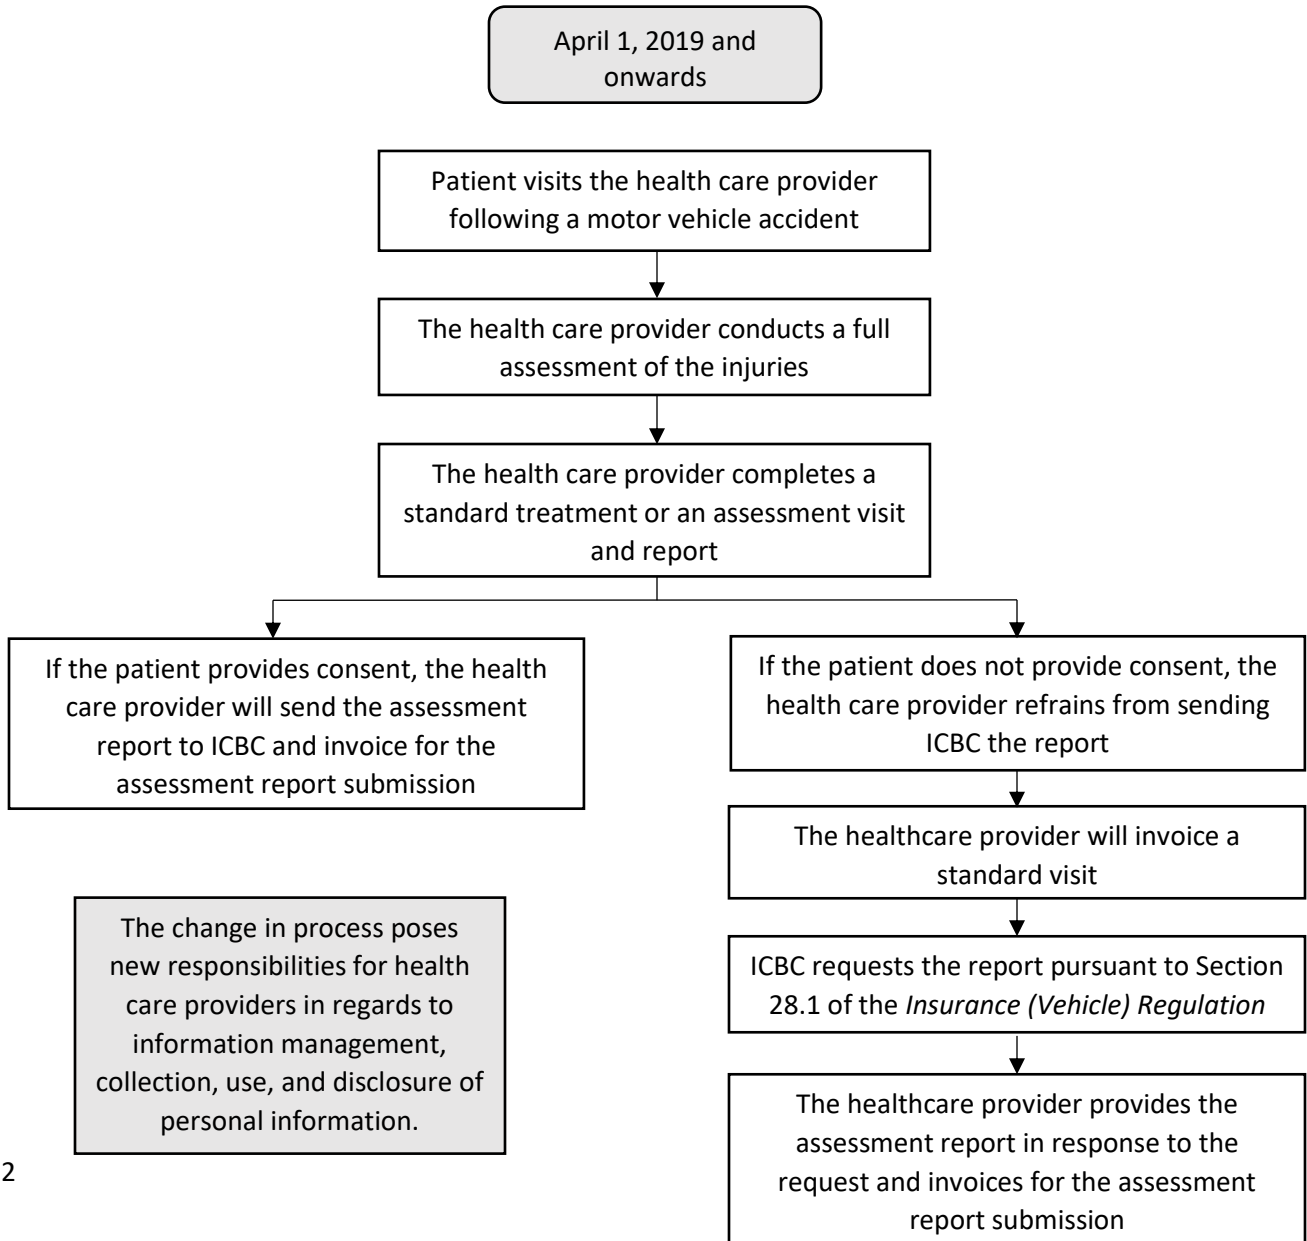 April 1, 2019 and
onwards
Patient visits the health care provider
following a motor vehicle accident
The health care provider conducts a full
assessment of the injuries
The health care provider completes a
standard treatment or an assessment visit
and report
If the patient provides consent, the health
care provider will send the assessment
report to ICBC and invoice for the
assessment report submission
If the patient does not provide consent, the
health care provider refrains from sending
ICBC the report
The healthcare provider will invoice a
standard visit
ICBC requests the report pursuant to Section
28.1 of the Insurance (Vehicle) Regulation
The healthcare provider provides the
assessment report in response to the
request and invoices for the assessment
report submission
The change in process poses
new responsibilities for health
care providers in regards to
information management,
collection, use, and disclosure of
personal information.
2